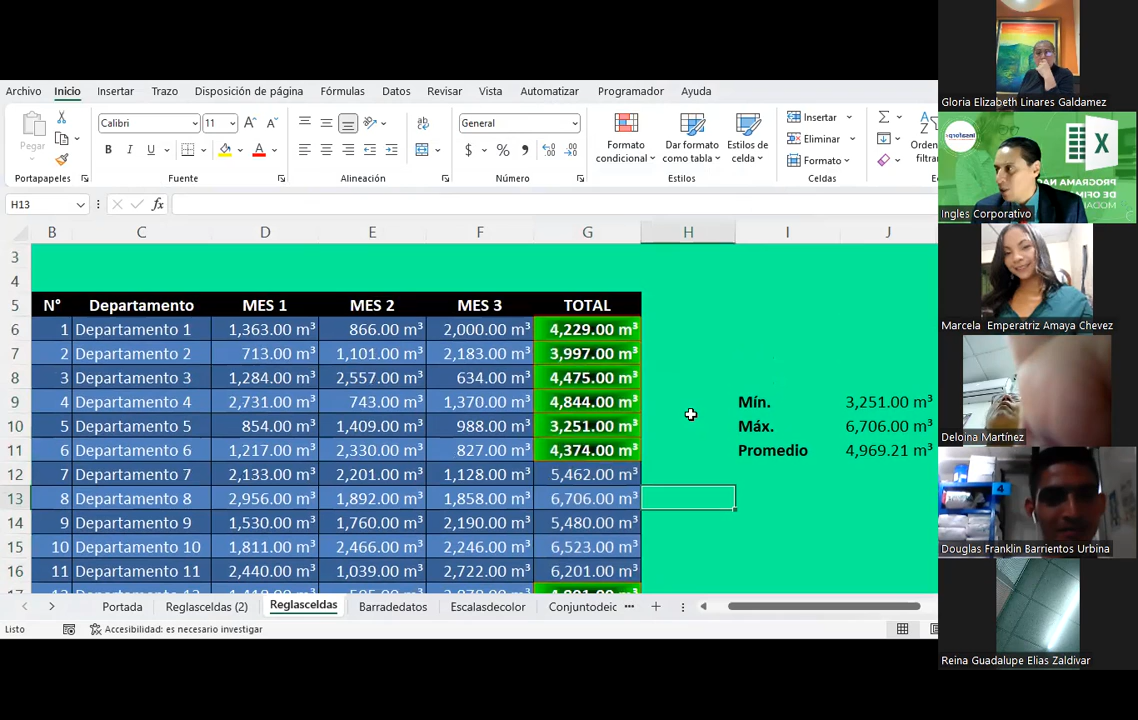 Archivo Inicio Insertar Trazo Disposición de página Fórmulas Datos Revisar Vista Automatizar Programador Ayuda
Pegar
Calibri 11
General
Formato condicional
Dar formato como tabla
Estilos de celda
Insertar
Eliminar
Formato
Portapapeles Fuente Alineación Número Estilos Celdas
H13
B C D E F G H I J
3
4
5 N° Departamento MES 1 MES 2 MES 3 TOTAL
6 1 Departamento 1 1,363.00 m³ 866.00 m³ 2,000.00 m³ 4,229.00 m³
7 2 Departamento 2 713.00 m³ 1,101.00 m³ 2,183.00 m³ 3,997.00 m³
8 3 Departamento 3 1,284.00 m³ 2,557.00 m³ 634.00 m³ 4,475.00 m³
9 4 Departamento 4 2,731.00 m³ 743.00 m³ 1,370.00 m³ 4,844.00 m³ Mín. 3,251.00 m³
10 5 Departamento 5 854.00 m³ 1,409.00 m³ 988.00 m³ 3,251.00 m³ Máx. 6,706.00 m³
11 6 Departamento 6 1,217.00 m³ 2,330.00 m³ 827.00 m³ 4,374.00 m³ Promedio 4,969.21 m³
12 7 Departamento 7 2,133.00 m³ 2,201.00 m³ 1,128.00 m³ 5,462.00 m³
13 8 Departamento 8 2,956.00 m³ 1,892.00 m³ 1,858.00 m³ 6,706.00 m³
14 9 Departamento 9 1,530.00 m³ 1,760.00 m³ 2,190.00 m³ 5,480.00 m³
15 10 Departamento 10 1,811.00 m³ 2,466.00 m³ 2,246.00 m³ 6,523.00 m³
16 11 Departamento 11 2,440.00 m³ 1,039.00 m³ 2,722.00 m³ 6,201.00 m³
Portada Reglasceldas (2) Reglasceldas Barradedatos Escalasdecolor Conjuntodeic
Listo Accesibilidad: es necesario investigar
Gloria Elizabeth Linares Galdamez
Ingles Corporativo
Marcela Emperatriz Amaya Chevez
Deloina Martínez
Douglas Franklin Barrientos Urbina
Reina Guadalupe Elias Zaldivar